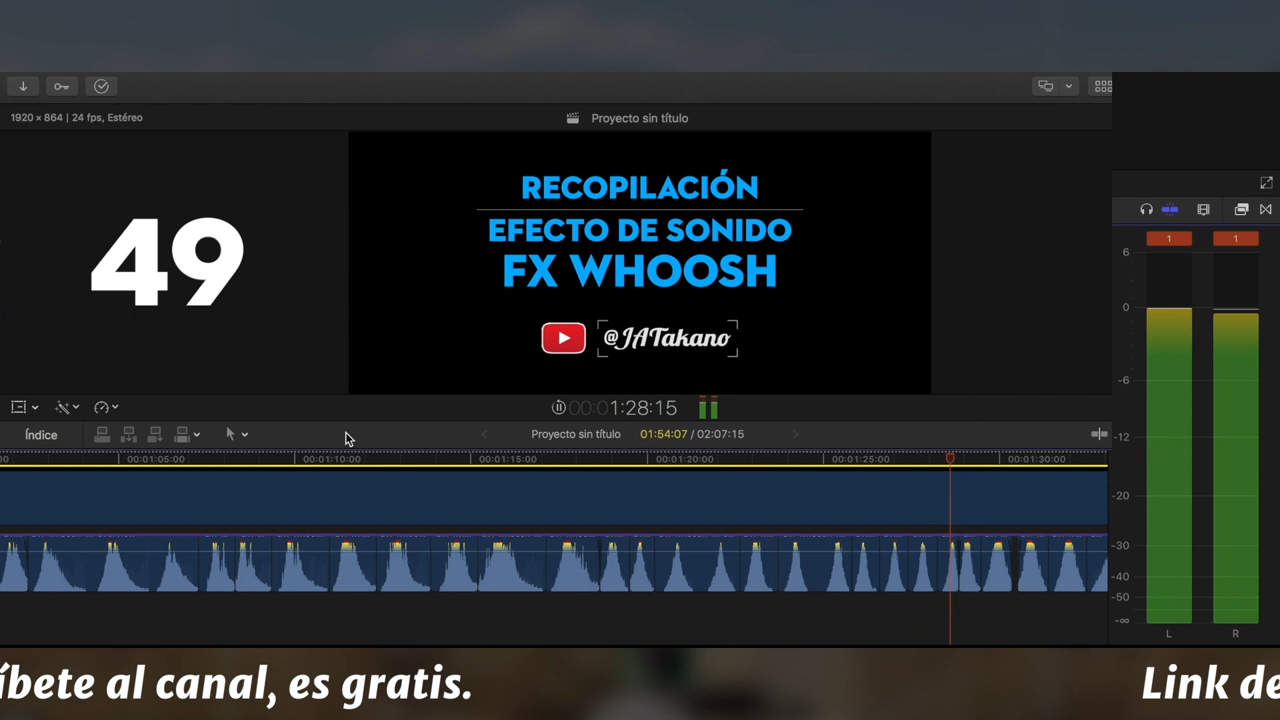 1920 × 864 | 24 fps, Estéreo
Proyecto sin título
49
RECOPILACIÓN
EFECTO DE SONIDO
FX WHOOSH
@JATakano
00:01:28:15
Índice
Proyecto sin título
01:54:07 / 02:07:15
00:01:05:00
00:01:10:00
00:01:15:00
00:01:20:00
00:01:25:00
00:01:30:00
1
1
6
0
-6
-12
-20
-30
-40
-50
-∞
L
R
íbete al canal, es gratis.
Link de